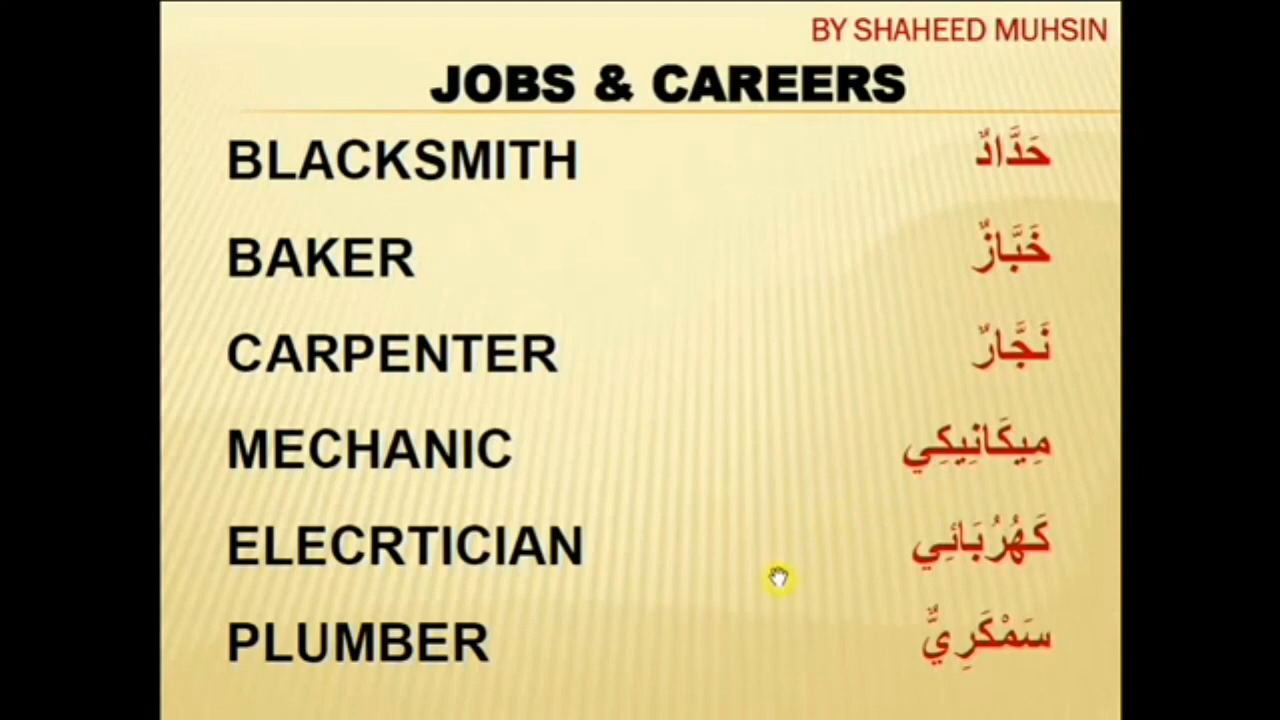 BY SHAHEED MUHSIN
JOBS & CAREERS
BLACKSMITH حَدَّادٌ
BAKER خَبَّازٌ
CARPENTER نَجَّارٌ
MECHANIC مِيكَانِيكِي
ELECRTICIAN كَهُرُبَائِي
PLUMBER سَمْكَرِيٌّ